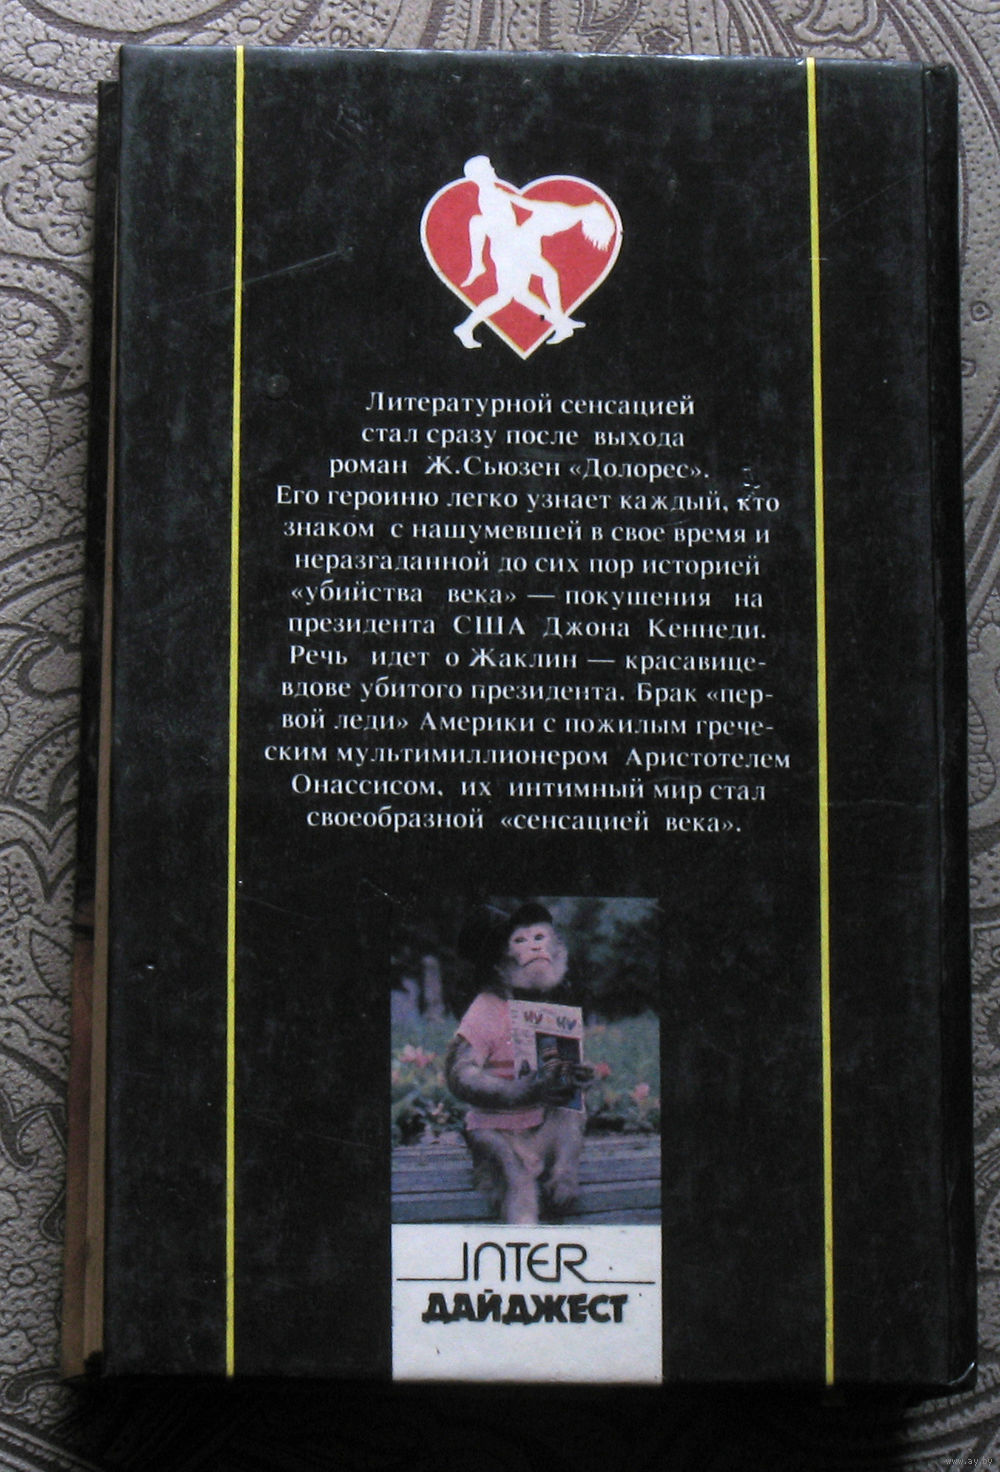 Литературной сенсацией
стал сразу после выхода
роман Ж.Сьюзен «Долорес».
Его героиню легко узнает каждый, кто
знаком с нашумевшей в свое время и
неразгаданной до сих пор историей
«убийства века» — покушения на
президента США Джона Кеннеди.
Речь идет о Жаклин — красавице-
вдове убитого президента. Брак «пер-
вой леди» Америки с пожилым грече-
ским мультимиллионером Аристотелем
Онассисом, их интимный мир стал
своеобразной «сенсацией века».
INTER
ДАЙДЖЕСТ
www.ay.by